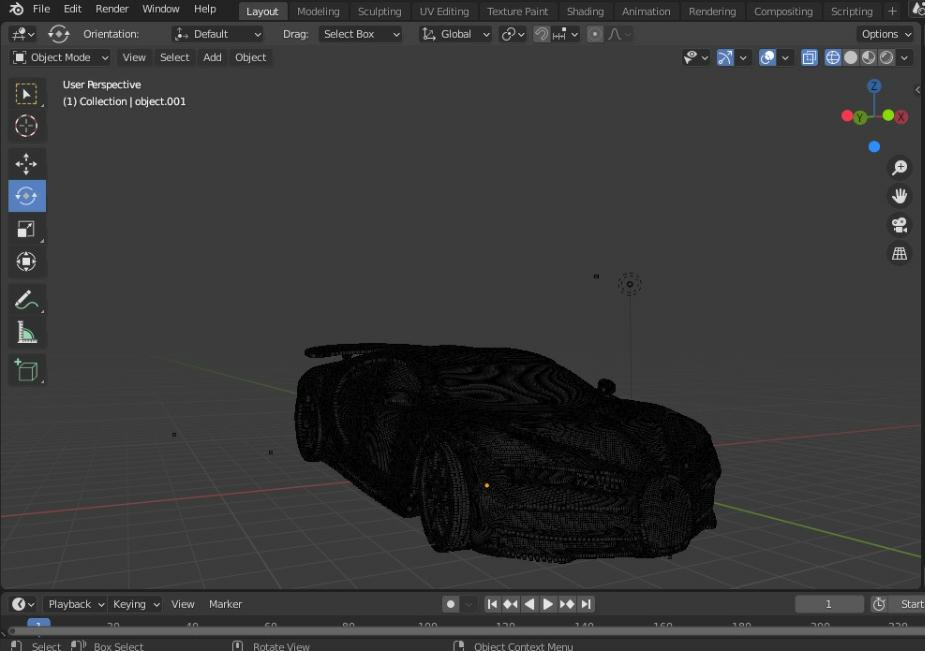 File Edit Render Window Help Layout Modeling Sculpting UV Editing Texture Paint Shading Animation Rendering Compositing Scripting +
Orientation: Default Drag: Select Box Global Options
Object Mode View Select Add Object
User Perspective
(1) Collection | object.001
Z
Y X
Playback Keying View Marker 1 Start
1 20 40 60 80 100 120 140 160 180 200 220
Select Box Select Rotate View Object Context Menu